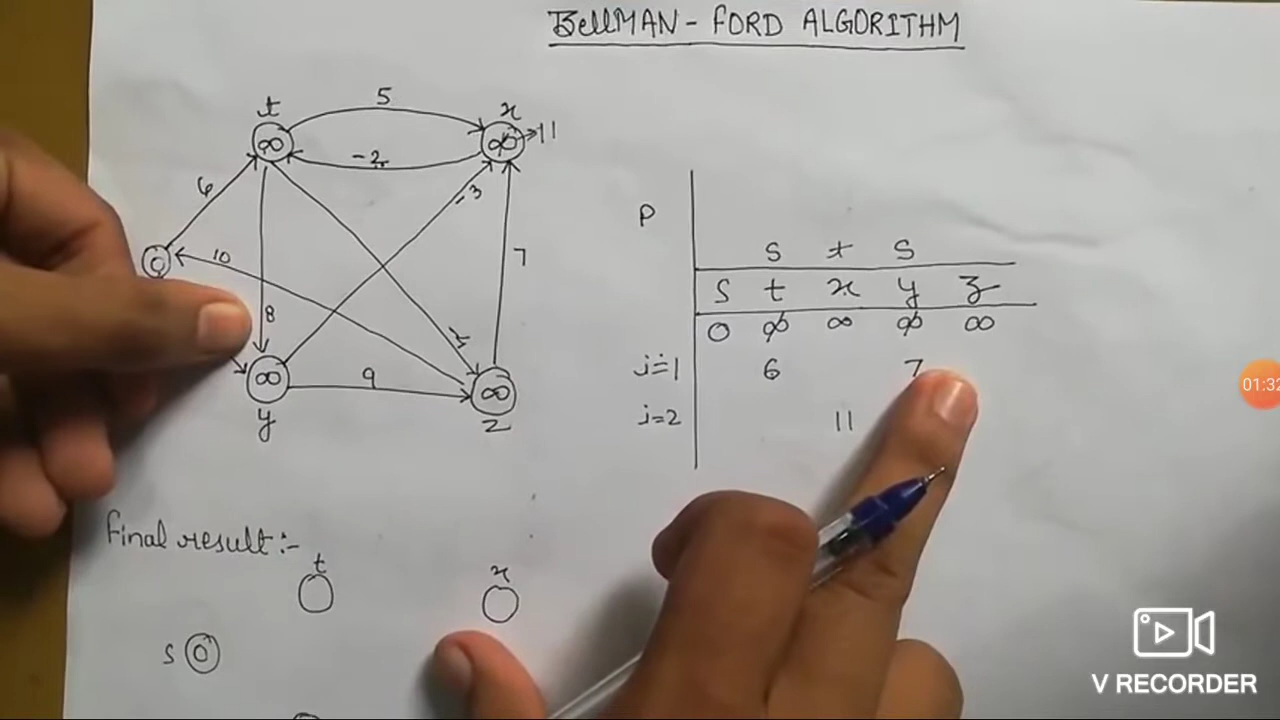 BellMAN - FORD ALGORITHM
t 5 x
∞ ∞ → 11
-2
6 -3
P
0 10 7
S t S
S t x y z
8 0 ∞ ∞ ∞ ∞
i=1 6 7
∞ 9 ∞
y z
i=2 11
final result :-
t x
S 0
01:32
V RECORDER